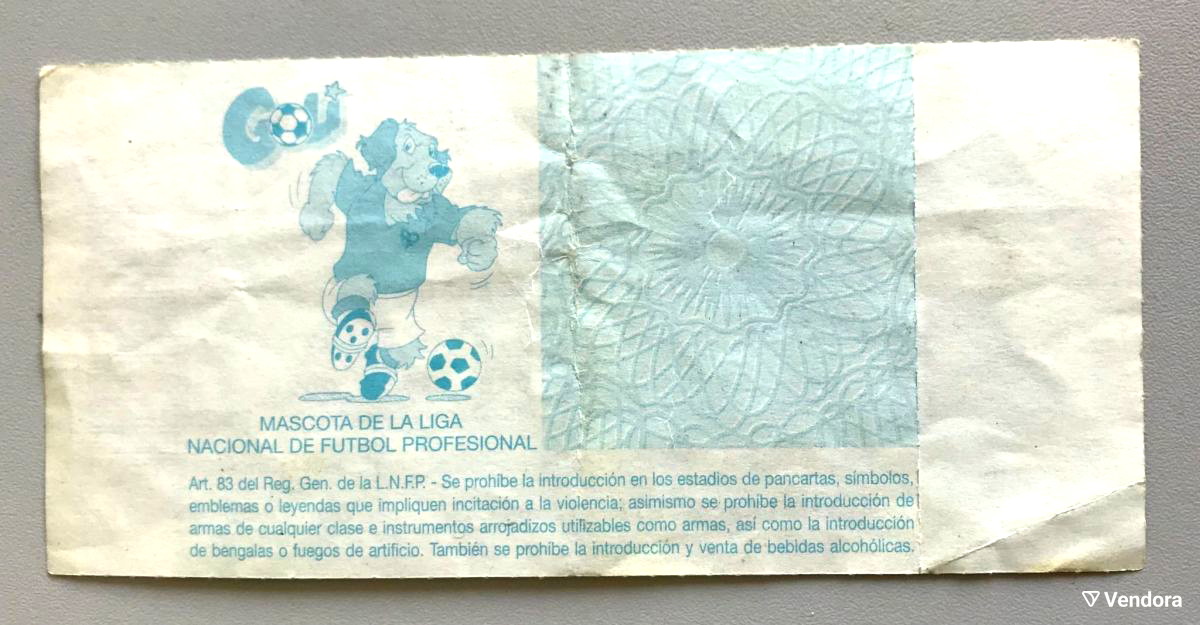 Goli
MASCOTA DE LA LIGA
NACIONAL DE FUTBOL PROFESIONAL
Art. 83 del Reg. Gen. de la L.N.F.P. - Se prohíbe la introducción en los estadios de pancartas, símbolos,
emblemas o leyendas que impliquen incitación a la violencia; asimismo se prohíbe la introducción de
armas de cualquier clase e instrumentos arrojadizos utilizables como armas, así como la introducción
de bengalas o fuegos de artificio. También se prohíbe la introducción y venta de bebidas alcohólicas.
Vendora